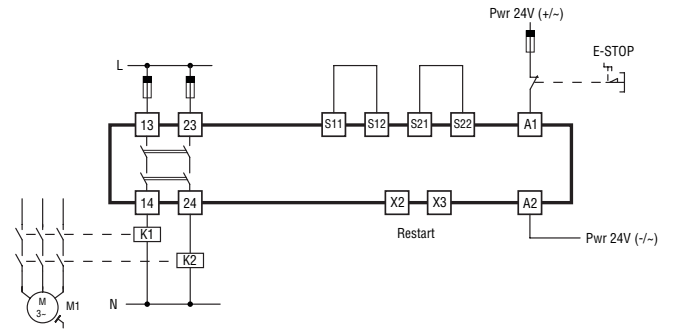 Pwr 24V (+/~)
E-STOP
L
13
23
S11
S12
S21
S22
A1
14
24
X2
X3
A2
K1
Restart
Pwr 24V (-/~)
K2
M
3~
M1
N